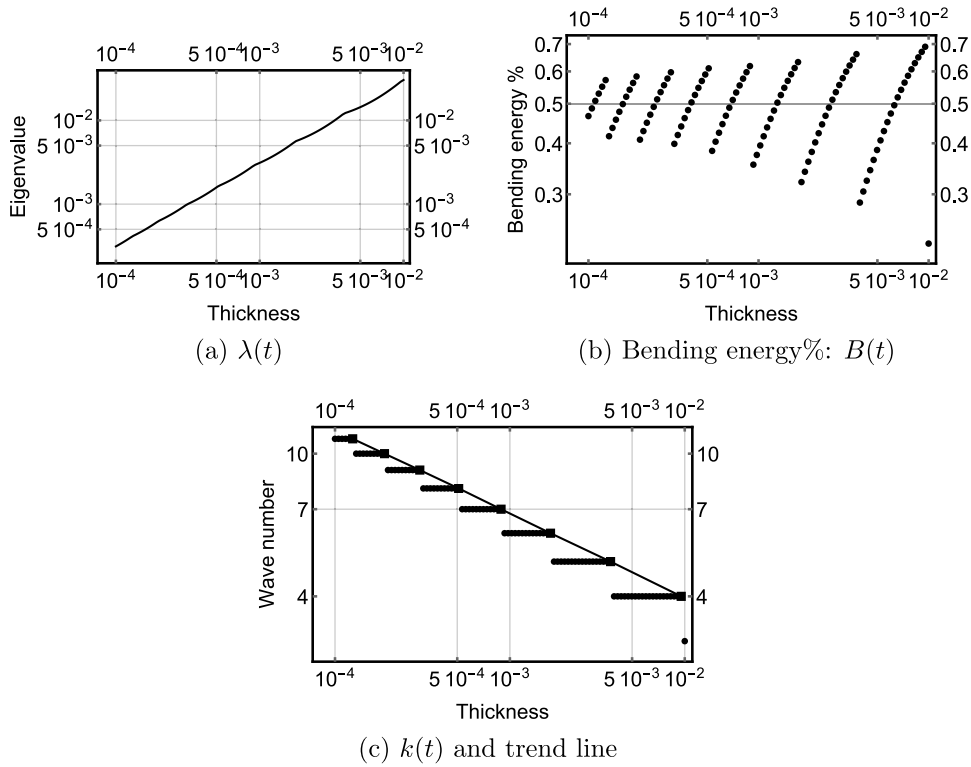 10⁻⁴ 5 10⁻⁴ 10⁻³ 5 10⁻³ 10⁻²
Eigenvalue
10⁻² 10⁻²
5 10⁻³ 5 10⁻³
10⁻³ 10⁻³
5 10⁻⁴ 5 10⁻⁴
10⁻⁴ 5 10⁻⁴ 10⁻³ 5 10⁻³ 10⁻²
Thickness
(a) λ(t)
10⁻⁴ 5 10⁻⁴ 10⁻³ 5 10⁻³ 10⁻²
Bending energy %
0.7 0.7
0.6 0.6
0.5 0.5
0.4 0.4
0.3 0.3
10⁻⁴ 5 10⁻⁴ 10⁻³ 5 10⁻³ 10⁻²
Thickness
(b) Bending energy%: B(t)
10⁻⁴ 5 10⁻⁴ 10⁻³ 5 10⁻³ 10⁻²
Wave number
10 10
7 7
4 4
10⁻⁴ 5 10⁻⁴ 10⁻³ 5 10⁻³ 10⁻²
Thickness
(c) k(t) and trend line